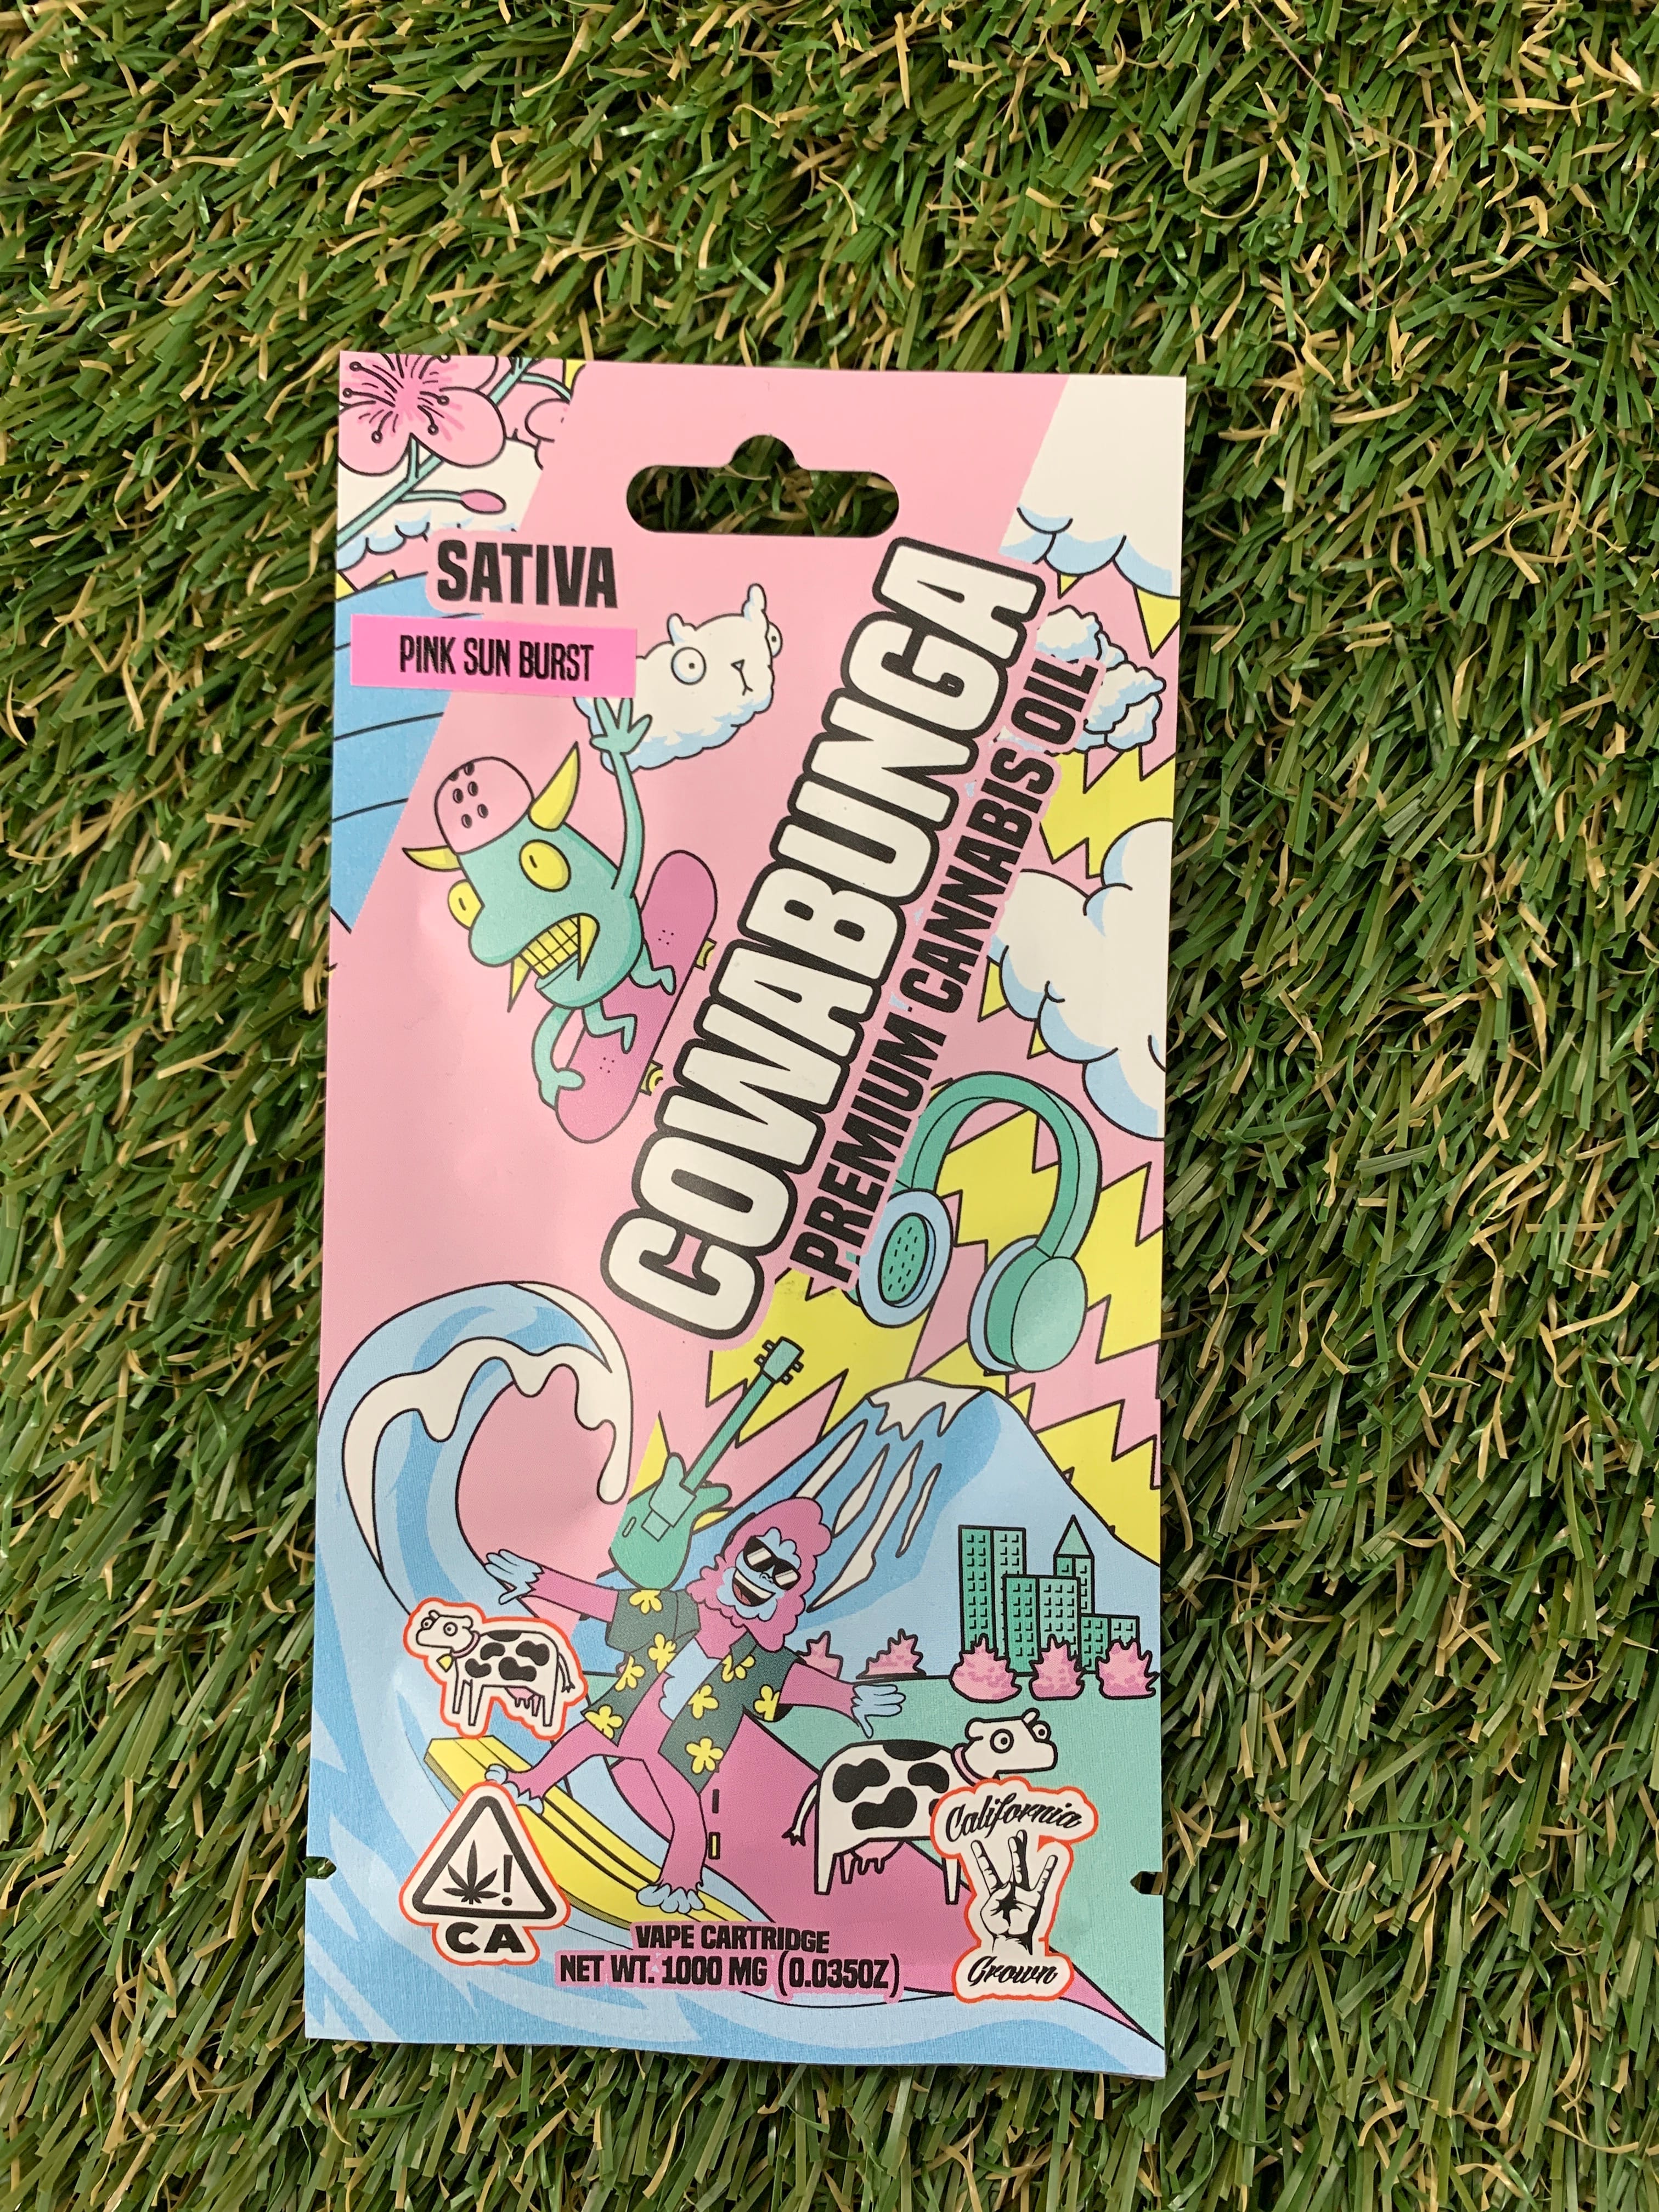 SATIVA
PINK SUN BURST
COWABUNGA
PREMIUM CANNABIS OIL
California
Grown
CA
VAPE CARTRIDGE
NET WT. 1000 MG (0.035OZ)